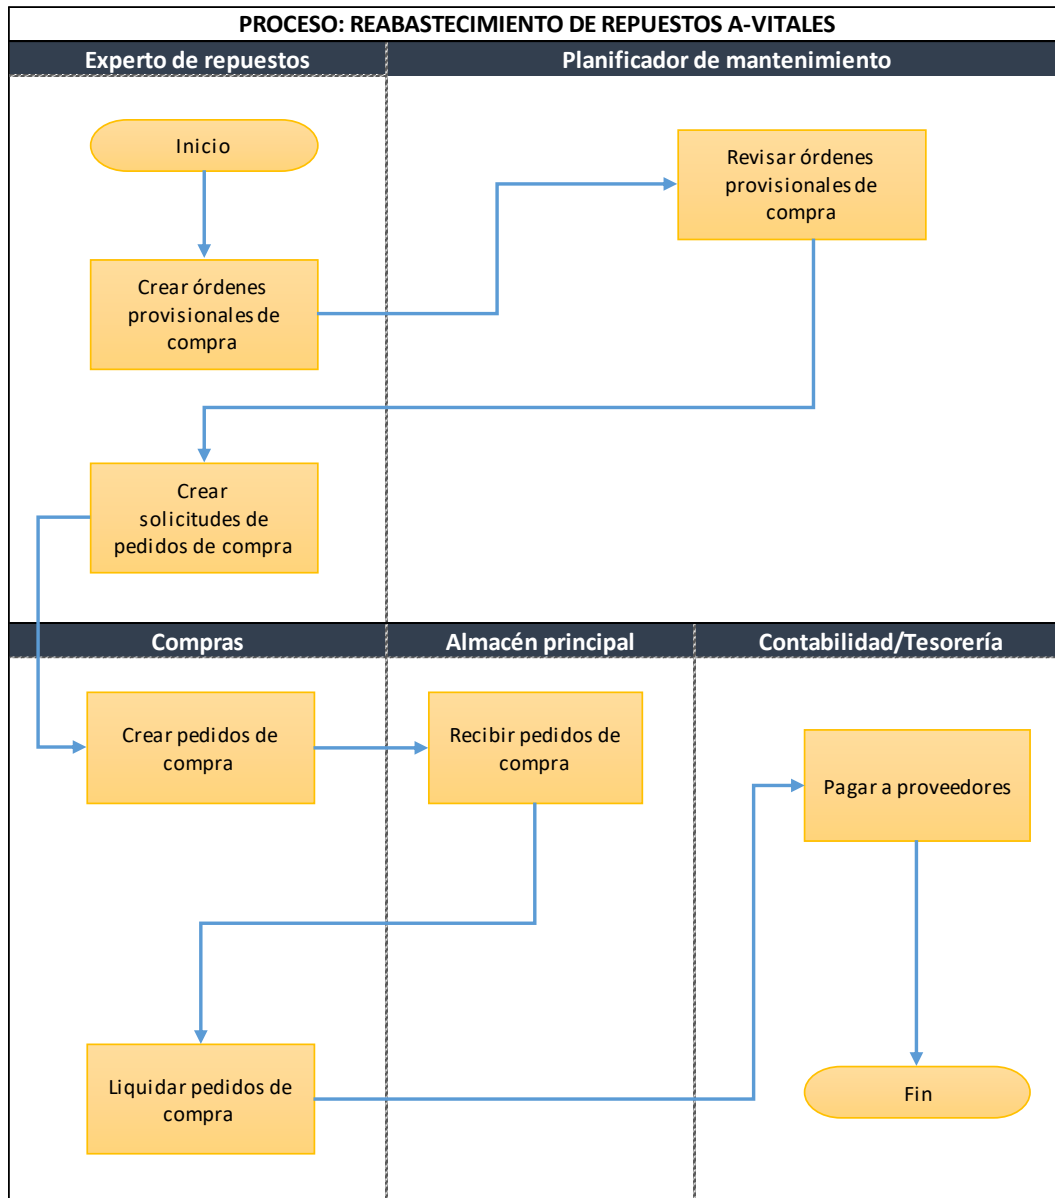 PROCESO: REABASTECIMIENTO DE REPUESTOS A-VITALES
Experto de repuestos
Planificador de mantenimiento
Inicio
Revisar órdenes
provisionales de
compra
Crear órdenes
provisionales de
compra
Crear
solicitudes de
pedidos de compra
Compras
Almacén principal
Contabilidad/Tesorería
Crear pedidos de
compra
Recibir pedidos de
compra
Pagar a proveedores
Liquidar pedidos de
compra
Fin